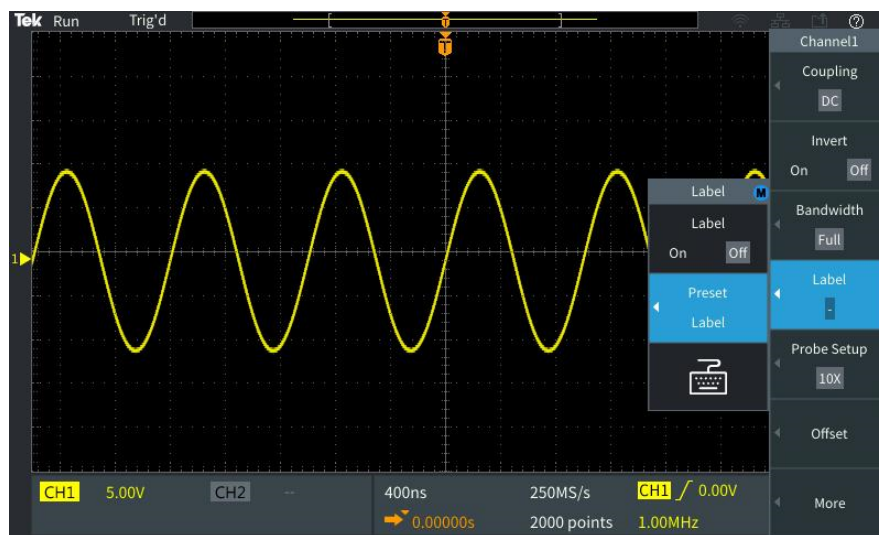 Tek Run Trig'd
T
T
Channel1
Coupling
DC
Invert
On Off
Bandwidth
Full
Label
-
Probe Setup
10X
Offset
More
Label M
Label
On Off
Preset
Label
1
CH1 5.00V CH2 -- 400ns 250MS/s CH1 0.00V
0.00000s 2000 points 1.00MHz